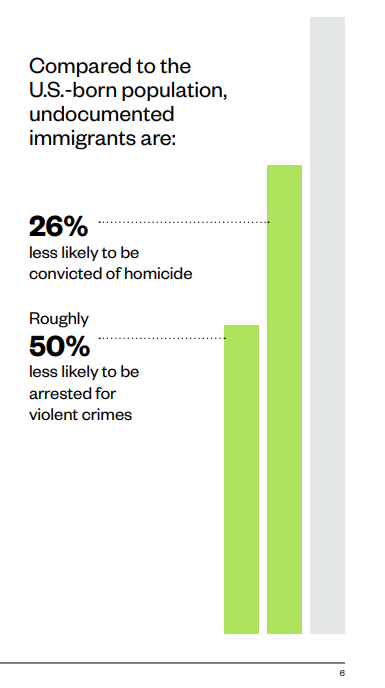 Compared to the
U.S.-born population,
undocumented
immigrants are:
26%
less likely to be
convicted of homicide
Roughly
50%
less likely to be
arrested for
violent crimes
6